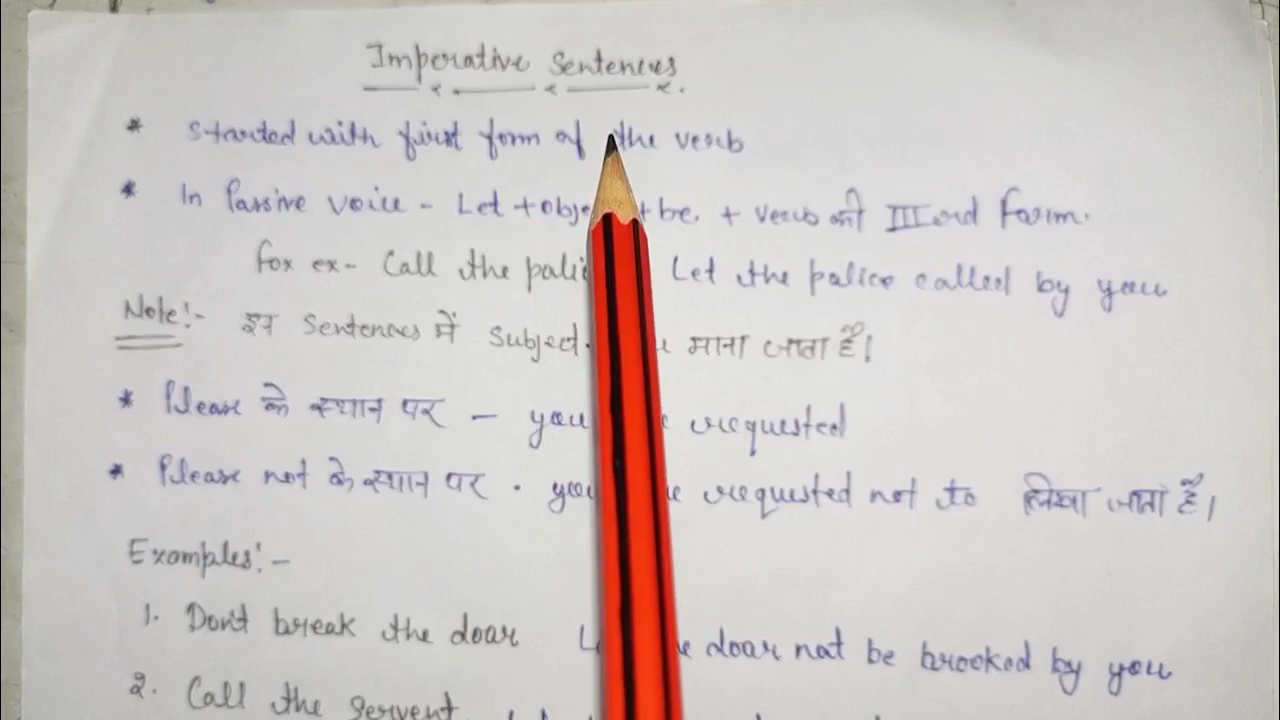 Imperative Sentences
* Started with first form of the verb
* In Passive voice - Let + obje + be. + verb की IIIrd form.
for ex - Call the polic Let the police called by you
Note:- इन Sentences में Subject. माना जाता है।
* Please के स्थान पर - you requested
* Please not के स्थान पर . you requested not to लिखा जाता है।
Examples:-
1. Don't break the door door not be brocked by you
2. Call the servent